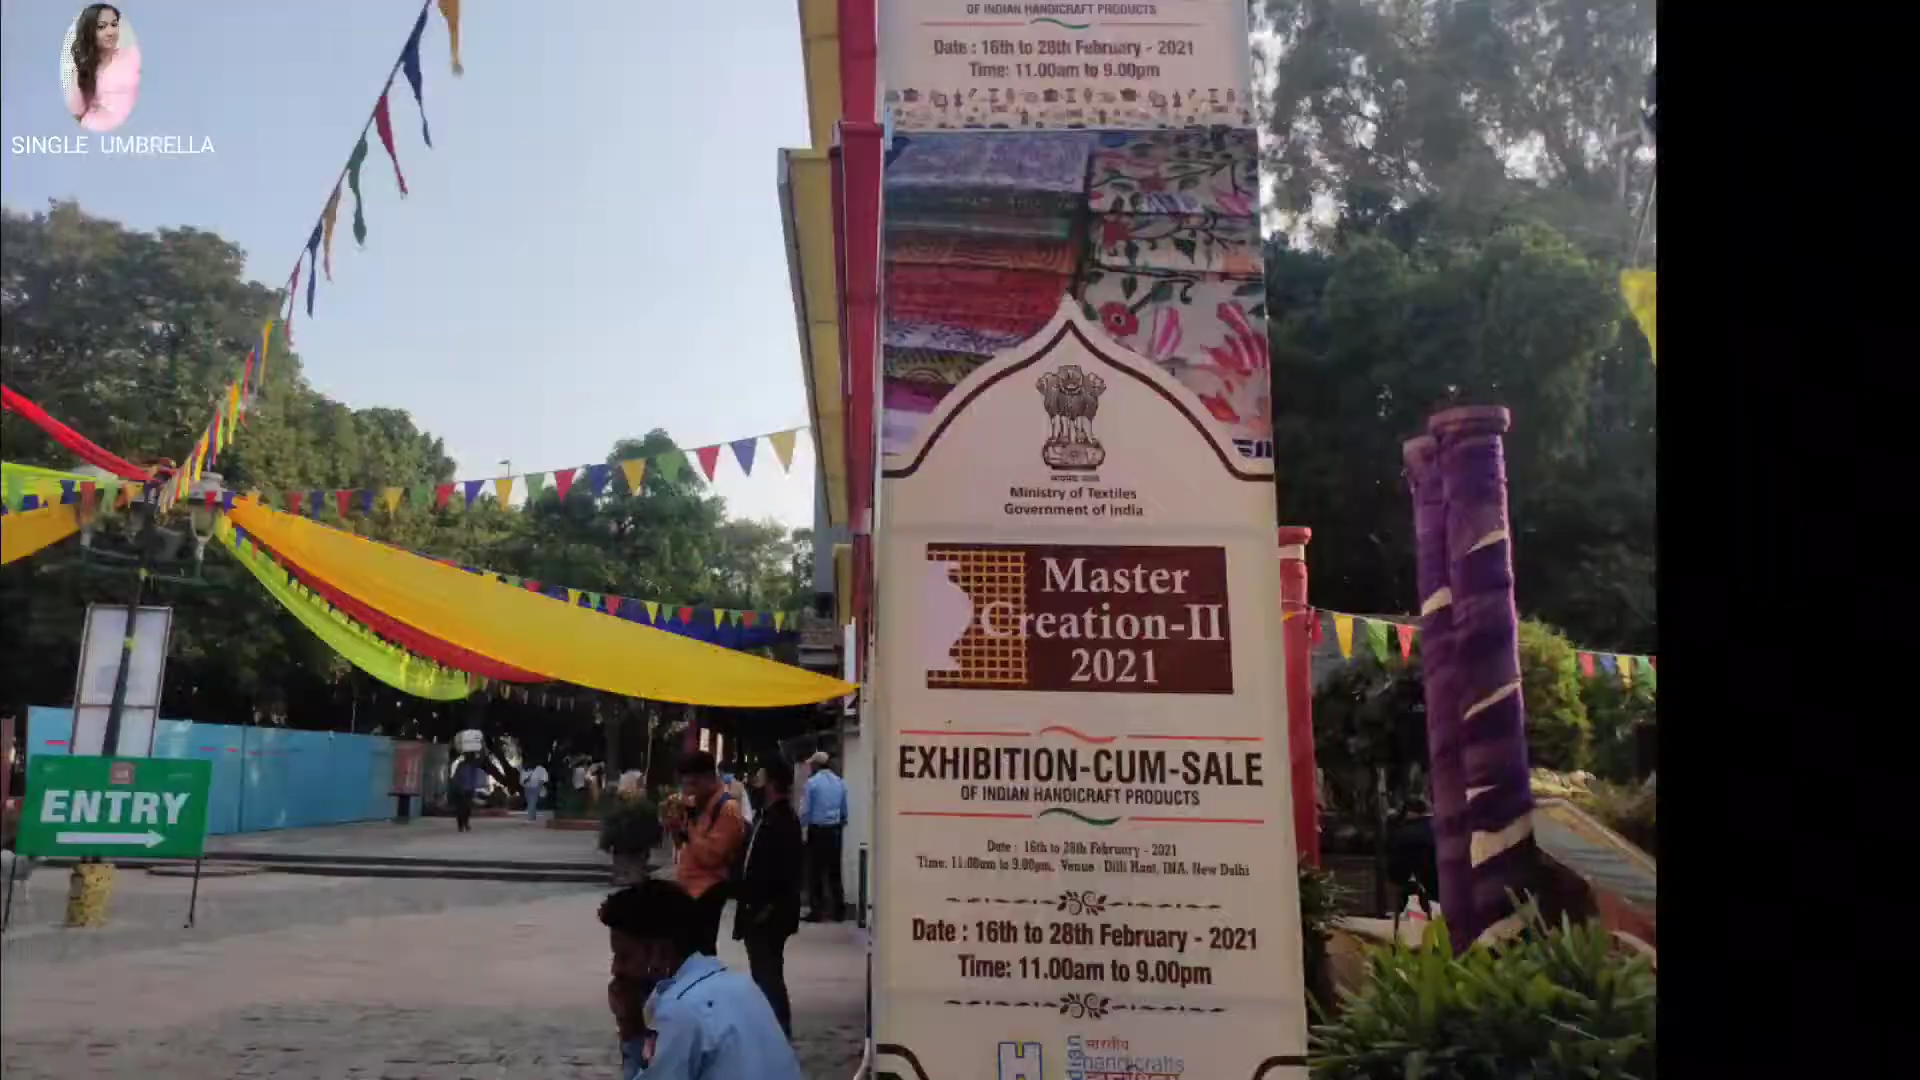 SINGLE UMBRELLA
OF INDIAN HANDICRAFT PRODUCTS
Date : 16th to 28th February - 2021
Time: 11.00am to 9.00pm
Ministry of Textiles
Government of India
Master
Creation-II
2021
EXHIBITION-CUM-SALE
OF INDIAN HANDICRAFT PRODUCTS
Date : 16th to 28th February - 2021
Time: 11.00am to 9.00pm, Venue : Dilli Haat, INA, New Delhi
Date : 16th to 28th February - 2021
Time: 11.00am to 9.00pm
भारतीय
handicrafts
ENTRY